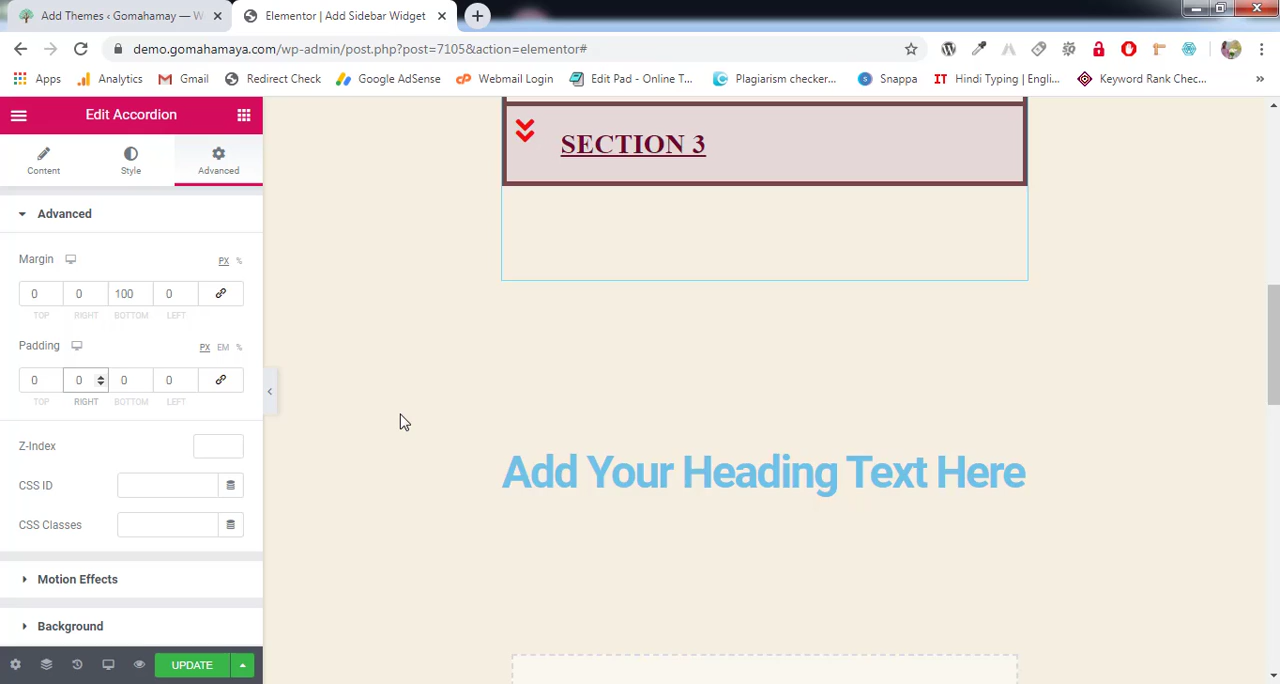 Add Themes ‹ Gomahamay — W
Elementor | Add Sidebar Widget
demo.gomahamaya.com/wp-admin/post.php?post=7105&action=elementor#
Apps
Analytics
Gmail
Redirect Check
Google AdSense
Webmail Login
Edit Pad - Online T...
Plagiarism checker...
Snappa
Hindi Typing | Engli...
Keyword Rank Chec...
Edit Accordion
Content
Style
Advanced
Advanced
Margin
PX %
0 0 100 0
TOP RIGHT BOTTOM LEFT
Padding
PX EM %
0 0 0 0
TOP RIGHT BOTTOM LEFT
Z-Index
CSS ID
CSS Classes
Motion Effects
Background
UPDATE
SECTION 3
Add Your Heading Text Here